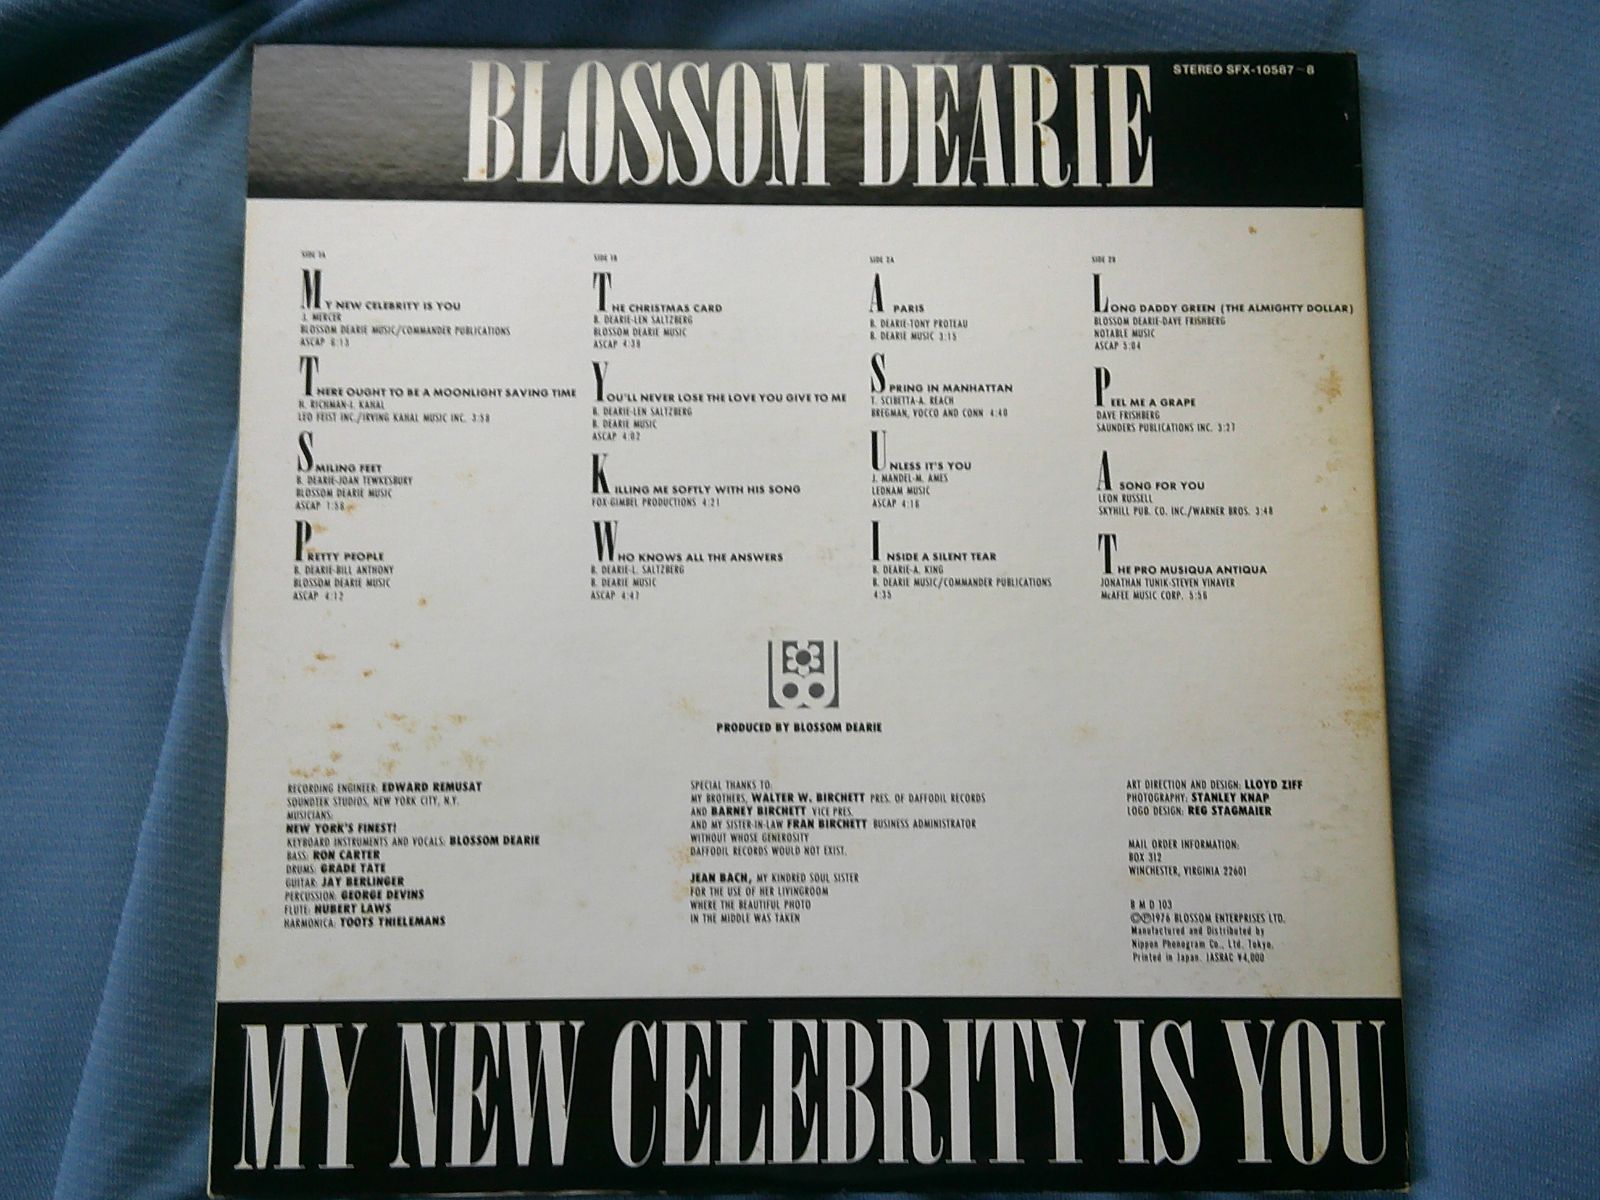 BLOSSOM DEARIE
STEREO SFX-10587~8
SIDE 1A
MY NEW CELEBRITY IS YOU
J. MERCER
BLOSSOM DEARIE MUSIC/COMMANDER PUBLICATIONS
ASCAP 6:13
THERE OUGHT TO BE A MOONLIGHT SAVING TIME
H. RICHMAN-I. KAHAL
LEO FEIST INC./IRVING KAHAL MUSIC INC. 3:58
SMILING FEET
B. DEARIE-JOAN TEWKESBURY
BLOSSOM DEARIE MUSIC
ASCAP 1:58
PRETTY PEOPLE
B. DEARIE-BILL ANTHONY
BLOSSOM DEARIE MUSIC
ASCAP 4:12
SIDE 1B
THE CHRISTMAS CARD
B. DEARIE-LEN SALTZBERG
BLOSSOM DEARIE MUSIC
ASCAP 4:38
YOU'LL NEVER LOSE THE LOVE YOU GIVE TO ME
B. DEARIE-LEN SALTZBERG
B. DEARIE MUSIC
ASCAP 4:02
KILLING ME SOFTLY WITH HIS SONG
FOX-GIMBEL PRODUCTIONS 4:21
WHO KNOWS ALL THE ANSWERS
B. DEARIE-L. SALTZBERG
B. DEARIE MUSIC
ASCAP 4:47
SIDE 2A
A PARIS
B. DEARIE-TONY PROTEAU
B. DEARIE MUSIC 3:15
SPRING IN MANHATTAN
T. SCIBETTA-A. REACH
BREGMAN, VOCCO AND CONN 4:40
UNLESS IT'S YOU
J. MANDEL-M. AMES
LEDNAM MUSIC
ASCAP 4:16
INSIDE A SILENT TEAR
B. DEARIE-A. KING
B. DEARIE MUSIC/COMMANDER PUBLICATIONS
4:35
SIDE 2B
LONG DADDY GREEN (THE ALMIGHTY DOLLAR)
BLOSSOM DEARIE-DAVE FRISHBERG
NOTABLE MUSIC
ASCAP 5:04
PEEL ME A GRAPE
DAVE FRISHBERG
SAUNDERS PUBLICATIONS INC. 3:27
A SONG FOR YOU
LEON RUSSELL
SKYHILL PUB. CO. INC./WARNER BROS. 3:48
THE PRO MUSIQUA ANTIQUA
JONATHAN TUNIK-STEVEN VINAVER
McAFEE MUSIC CORP. 5:56
PRODUCED BY BLOSSOM DEARIE
RECORDING ENGINEER: EDWARD REMUSAT
SOUNDTEK STUDIOS, NEW YORK CITY, N.Y.
MUSICIANS:
NEW YORK'S FINEST!
KEYBOARD INSTRUMENTS AND VOCALS: BLOSSOM DEARIE
BASS: RON CARTER
DRUMS: GRADE TATE
GUITAR: JAY BERLINGER
PERCUSSION: GEORGE DEVINS
FLUTE: HUBERT LAWS
HARMONICA: TOOTS THIELEMANS
SPECIAL THANKS TO:
MY BROTHERS, WALTER W. BIRCHETT PRES. OF DAFFODIL RECORDS
AND BARNEY BIRCHETT VICE PRES.
AND MY SISTER-IN-LAW FRAN BIRCHETT BUSINESS ADMINISTRATOR
WITHOUT WHOSE GENEROSITY
DAFFODIL RECORDS WOULD NOT EXIST.
JEAN BACH, MY KINDRED SOUL SISTER
FOR THE USE OF HER LIVINGROOM
WHERE THE BEAUTIFUL PHOTO
IN THE MIDDLE WAS TAKEN
ART DIRECTION AND DESIGN: LLOYD ZIFF
PHOTOGRAPHY: STANLEY KNAP
LOGO DESIGN: REG STAGMAIER
MAIL ORDER INFORMATION:
BOX 312
WINCHESTER, VIRGINIA 22601
B M D 103
©℗1976 BLOSSOM ENTERPRISES LTD.
Manufactured and Distributed by
Nippon Phonogram Co., Ltd. Tokyo.
Printed in Japan. JASRAC ¥4,000
MY NEW CELEBRITY IS YOU